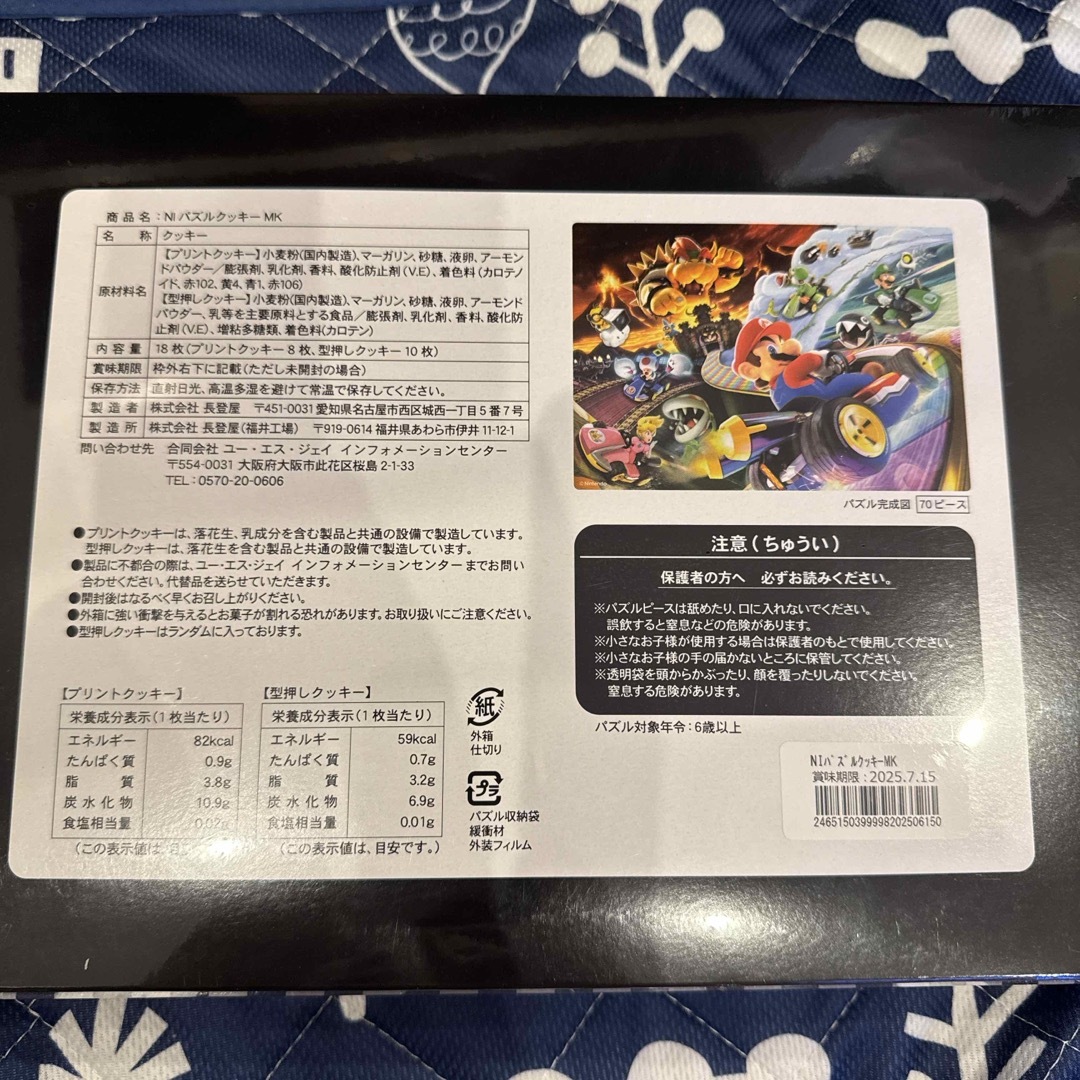 商品名：NIパズルクッキーMK
名　称 クッキー
原材料名 【プリントクッキー】小麦粉(国内製造)、マーガリン、砂糖、液卵、アーモン
ドパウダー／膨張剤、乳化剤、香料、酸化防止剤(V.E)、着色料(カロテノ
イド、赤102、黄4、青1、赤106)
【型押しクッキー】小麦粉(国内製造)、マーガリン、砂糖、液卵、アーモンド
パウダー、乳等を主要原料とする食品／膨張剤、乳化剤、香料、酸化防
止剤(V.E)、増粘多糖類、着色料(カロテン)
内容量 18枚(プリントクッキー8枚、型押しクッキー10枚)
賞味期限 枠外右下に記載(ただし未開封の場合)
保存方法 直射日光、高温多湿を避けて常温で保存してください。
製造者 株式会社 長登屋　〒451-0031 愛知県名古屋市西区城西一丁目5番7号
製造所 株式会社 長登屋(福井工場)　〒919-0614 福井県あわら市伊井 11-12-1
問い合わせ先　合同会社 ユー・エス・ジェイ インフォメーションセンター
〒554-0031 大阪府大阪市此花区桜島 2-1-33
TEL：0570-20-0606
●プリントクッキーは、落花生、乳成分を含む製品と共通の設備で製造しています。
型押しクッキーは、落花生を含む製品と共通の設備で製造しています。
●製品に不都合の際は、ユー・エス・ジェイ インフォメーションセンターまでお問い
合わせください。代替品を送らせていただきます。
●開封後はなるべく早くお召し上がりください。
●外箱に強い衝撃を与えるとお菓子が割れる恐れがあります。お取り扱いにご注意ください。
●型押しクッキーはランダムに入っております。
【プリントクッキー】
栄養成分表示(1枚当たり)
エネルギー 82kcal
たんぱく質 0.9g
脂　質 3.8g
炭水化物 10.9g
食塩相当量 0.02g
(この表示値は、目
【型押しクッキー】
栄養成分表示(1枚当たり)
エネルギー 59kcal
たんぱく質 0.7g
脂　質 3.2g
炭水化物 6.9g
食塩相当量 0.01g
(この表示値は、目安です。)
紙
外箱
仕切り
プラ
パズル収納袋
緩衝材
外装フィルム
©Nintendo
パズル完成図 70ピース
注意(ちゅうい)
保護者の方へ　必ずお読みください。
※パズルピースは舐めたり、口に入れないでください。
誤飲すると窒息などの危険があります。
※小さなお子様が使用する場合は保護者のもとで使用してください。
※小さなお子様の手の届かないところに保管してください。
※透明袋を頭からかぶったり、顔を覆ったりしないでください。
窒息する危険があります。
パズル対象年令：6歳以上
NIﾊﾟｽﾞﾙｸｯｷｰMK
賞味期限：2025.7.15
2465150399998202506150